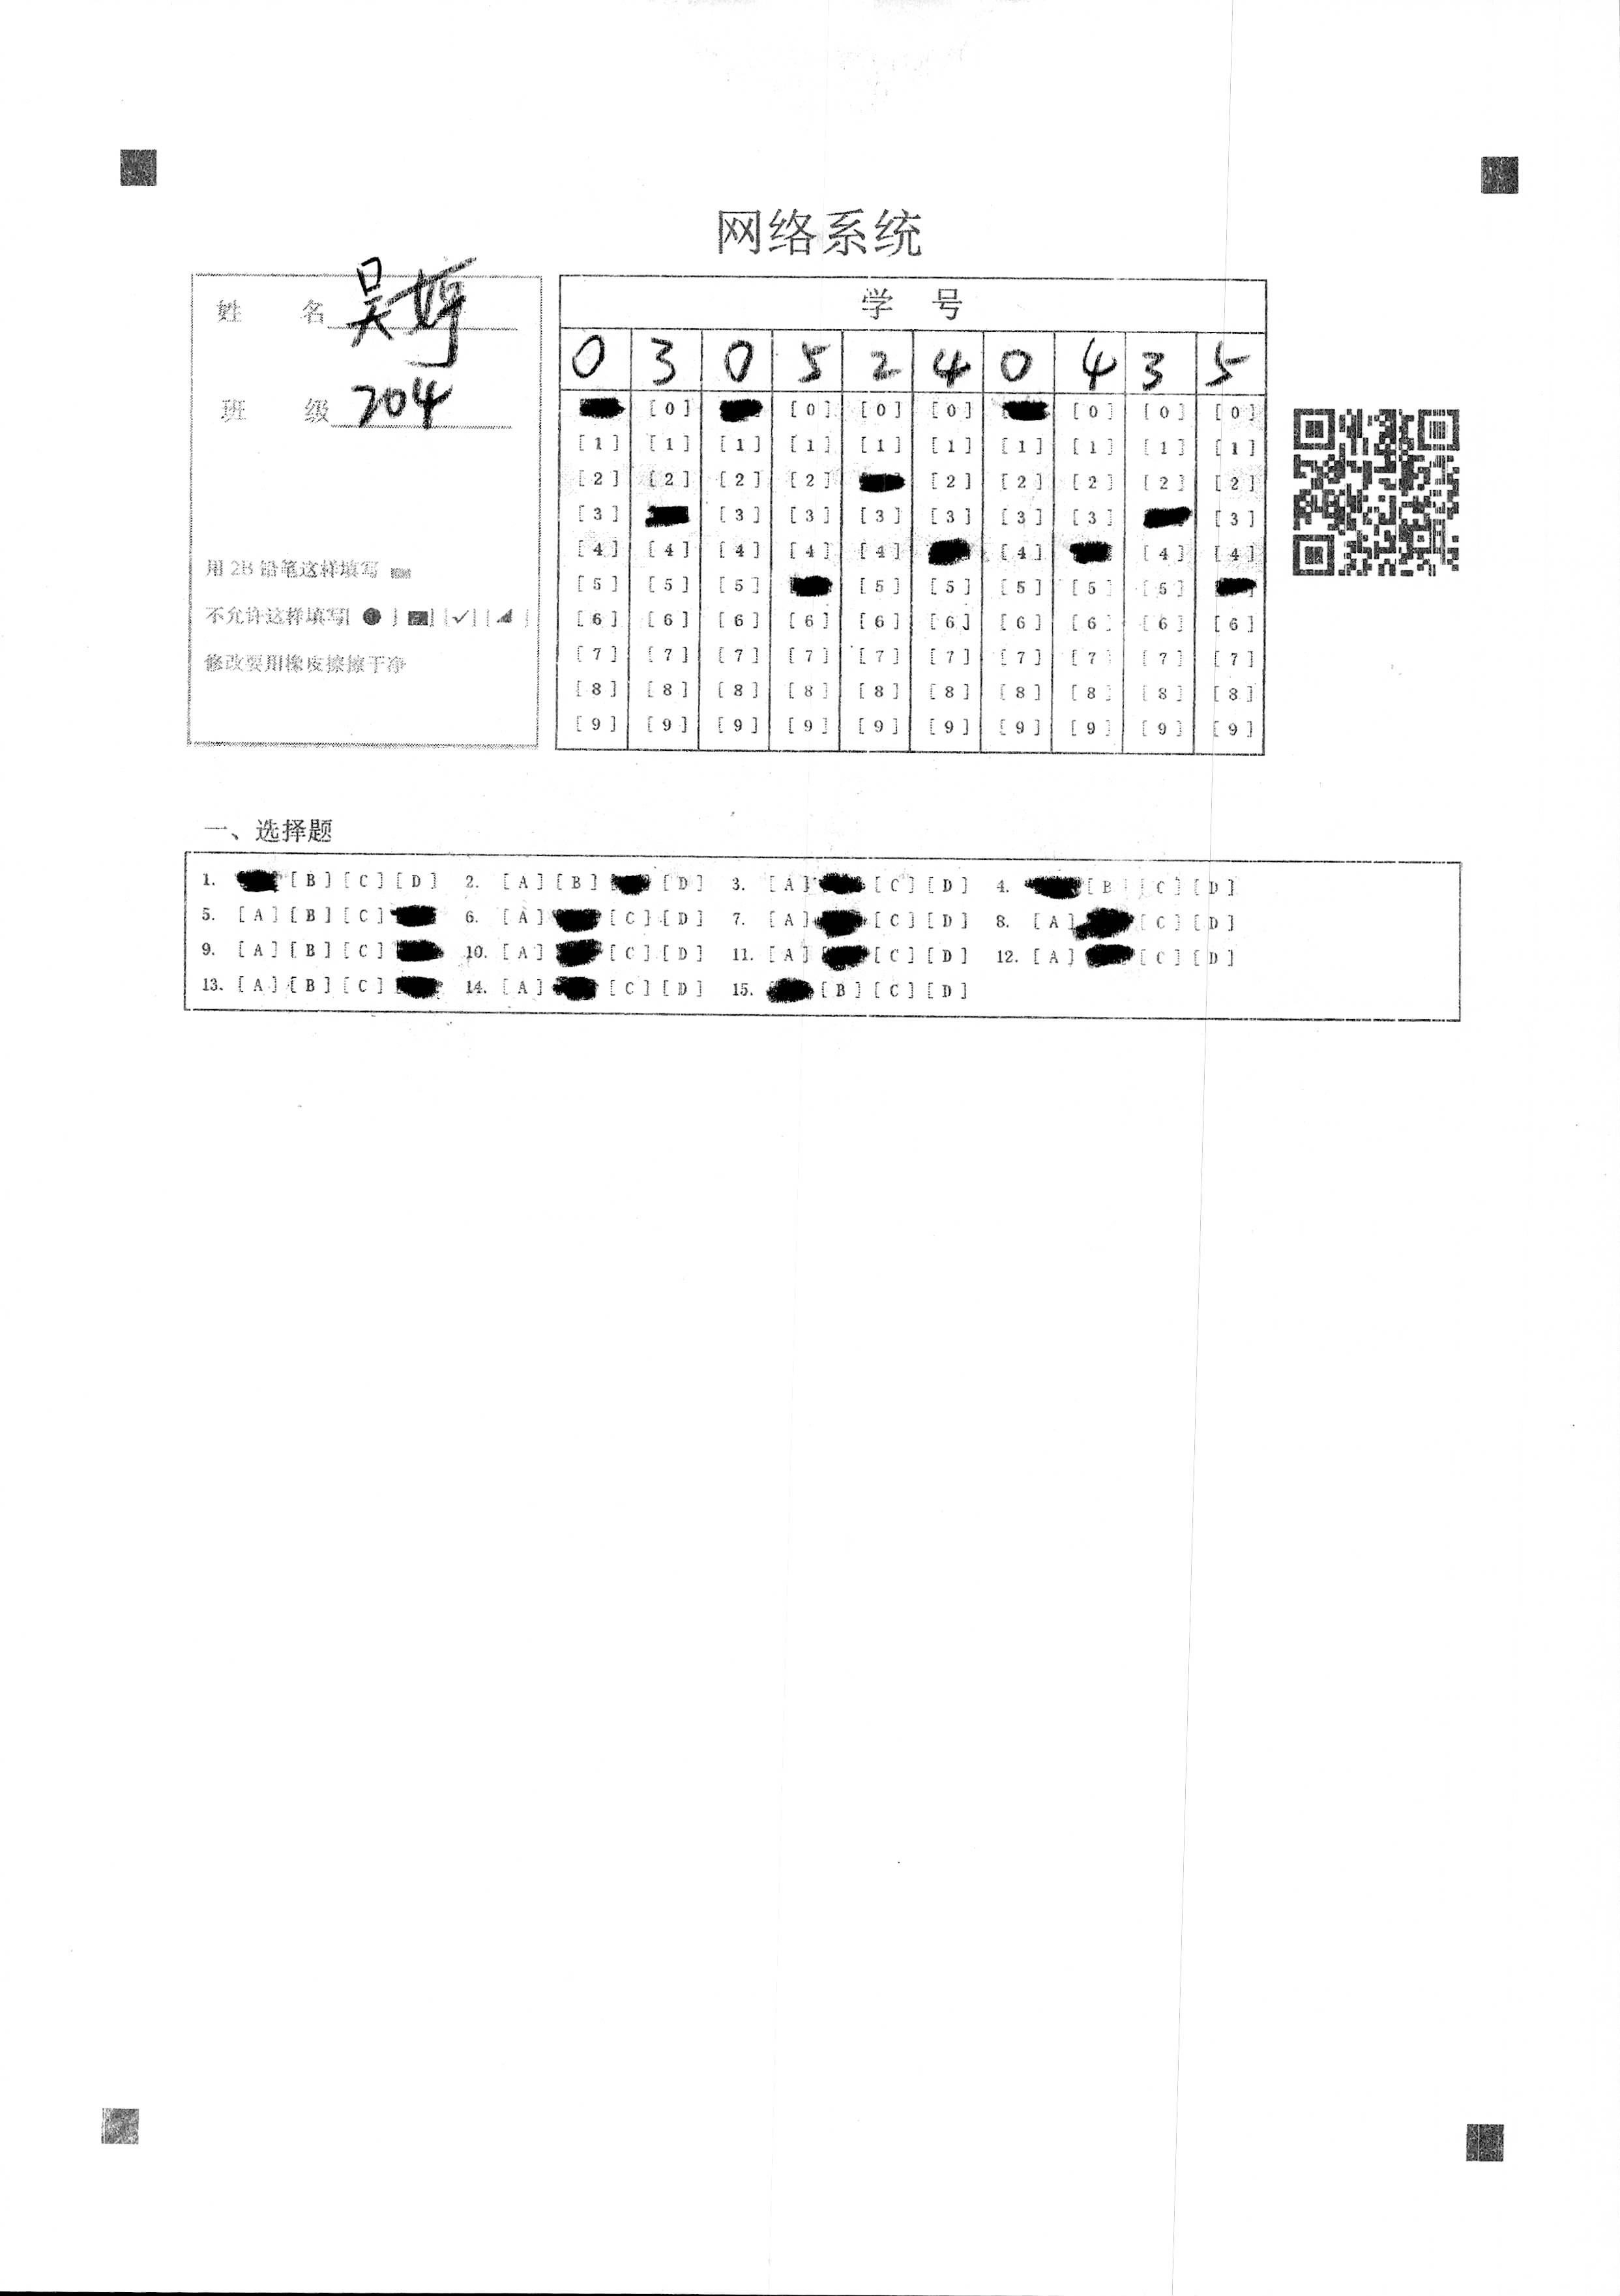 网络系统
姓 名 吴婷
班 级 204
用 2B 铅笔这样填写
不允许这样填写[ ● ] [ ] [✓] [ ]
修改要用橡皮擦擦干净
学 号
0 3 0 5 2 4 0 4 3 5
[0] [0] [0] [0] [0] [0] [0]
[1] [1] [1] [1] [1] [1] [1] [1] [1] [1]
[2] [2] [2] [2] [2] [2] [2] [2] [2]
[3] [3] [3] [3] [3] [3] [3] [3]
[4] [4] [4] [4] [4] [4] [4] [4]
[5] [5] [5] [5] [5] [5] [5] [5]
[6] [6] [6] [6] [6] [6] [6] [6] [6] [6]
[7] [7] [7] [7] [7] [7] [7] [7] [7] [7]
[8] [8] [8] [8] [8] [8] [8] [8] [8] [8]
[9] [9] [9] [9] [9] [9] [9] [9] [9] [9]
一、选择题
1. [B] [C] [D] 2. [A] [B] [D] 3. [A] [C] [D] 4. [B] [C] [D]
5. [A] [B] [C] 6. [A] [C] [D] 7. [A] [C] [D] 8. [A] [C] [D]
9. [A] [B] [C] 10. [A] [C] [D] 11. [A] [C] [D] 12. [A] [C] [D]
13. [A] [B] [C] 14. [A] [C] [D] 15. [B] [C] [D]